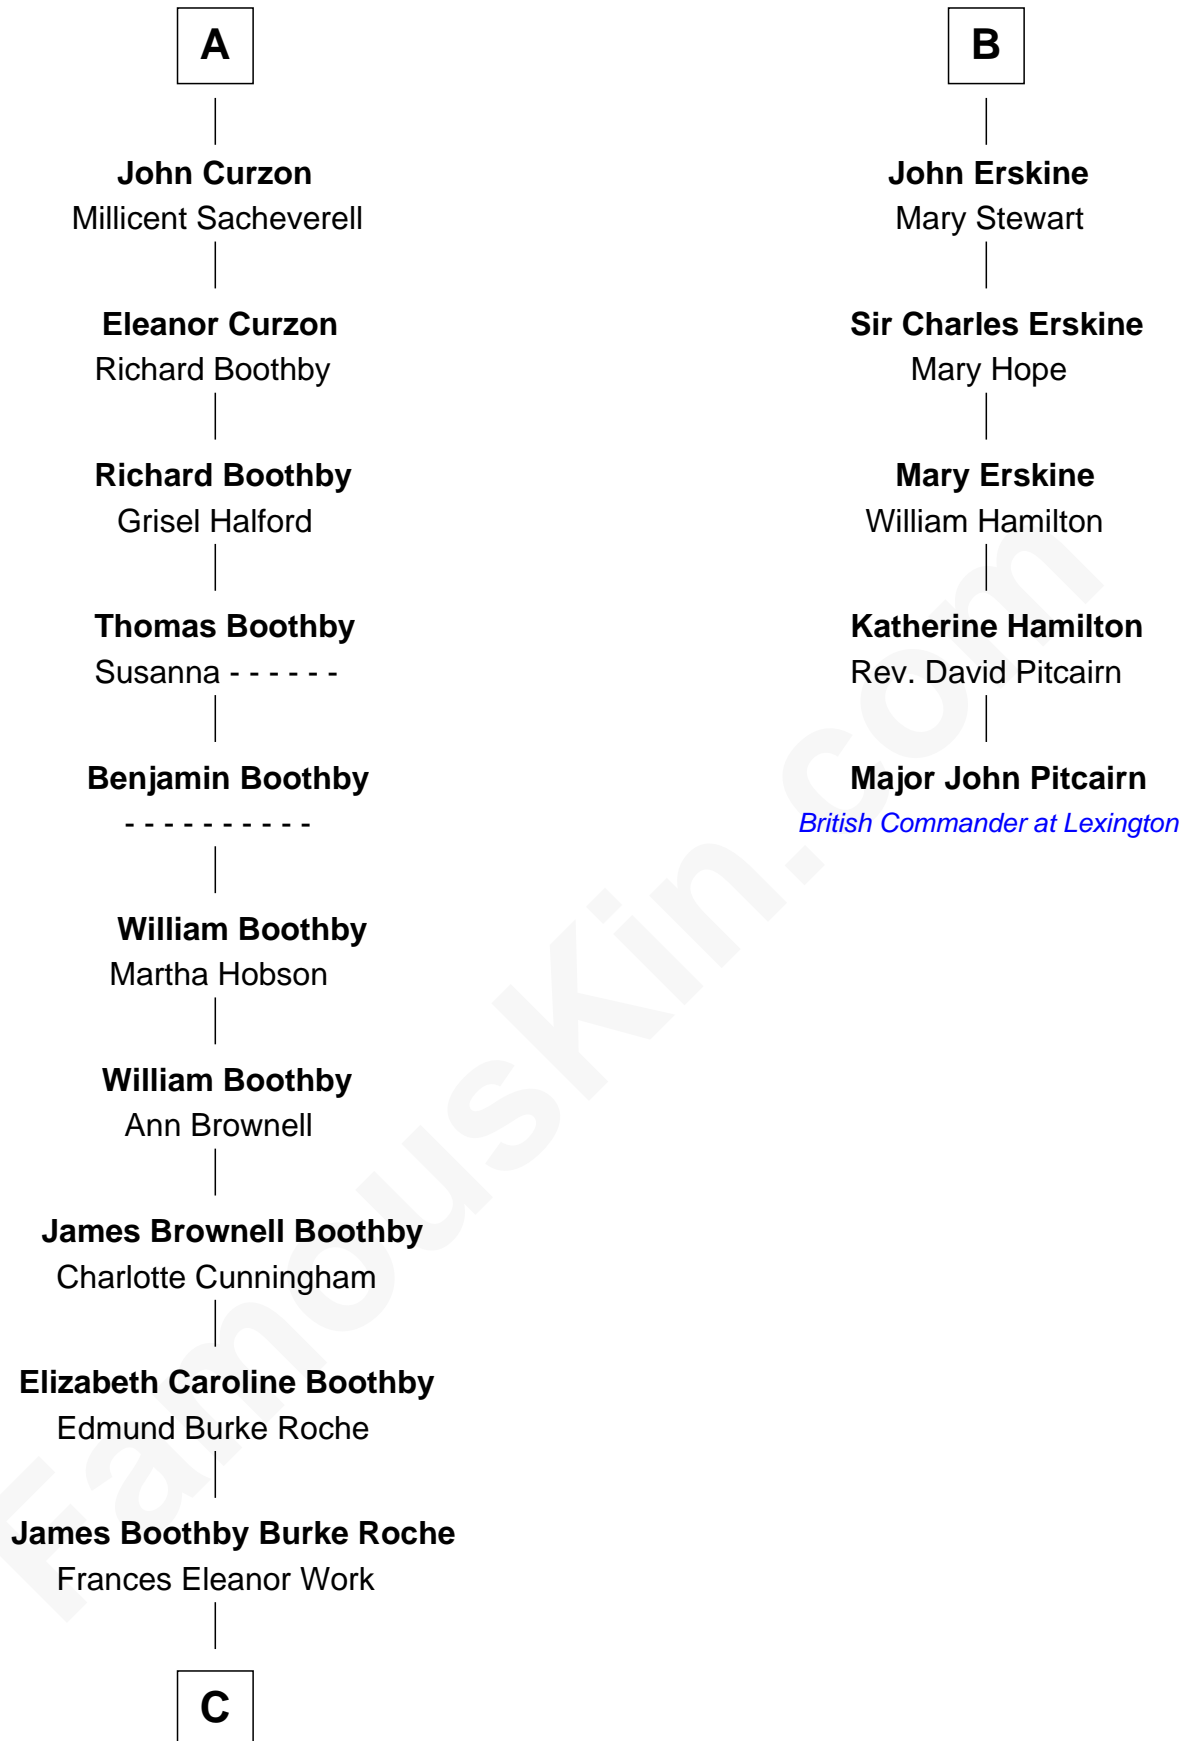 A
John Curzon
Millicent Sacheverell
Eleanor Curzon
Richard Boothby
Richard Boothby
Grisel Halford
Thomas Boothby
Susanna - - - - - -
Benjamin Boothby
- - - - - - - - - -
William Boothby
Martha Hobson
William Boothby
Ann Brownell
James Brownell Boothby
Charlotte Cunningham
Elizabeth Caroline Boothby
Edmund Burke Roche
James Boothby Burke Roche
Frances Eleanor Work
C
B
John Erskine
Mary Stewart
Sir Charles Erskine
Mary Hope
Mary Erskine
William Hamilton
Katherine Hamilton
Rev. David Pitcairn
Major John Pitcairn
British Commander at Lexington
FamousKin.com